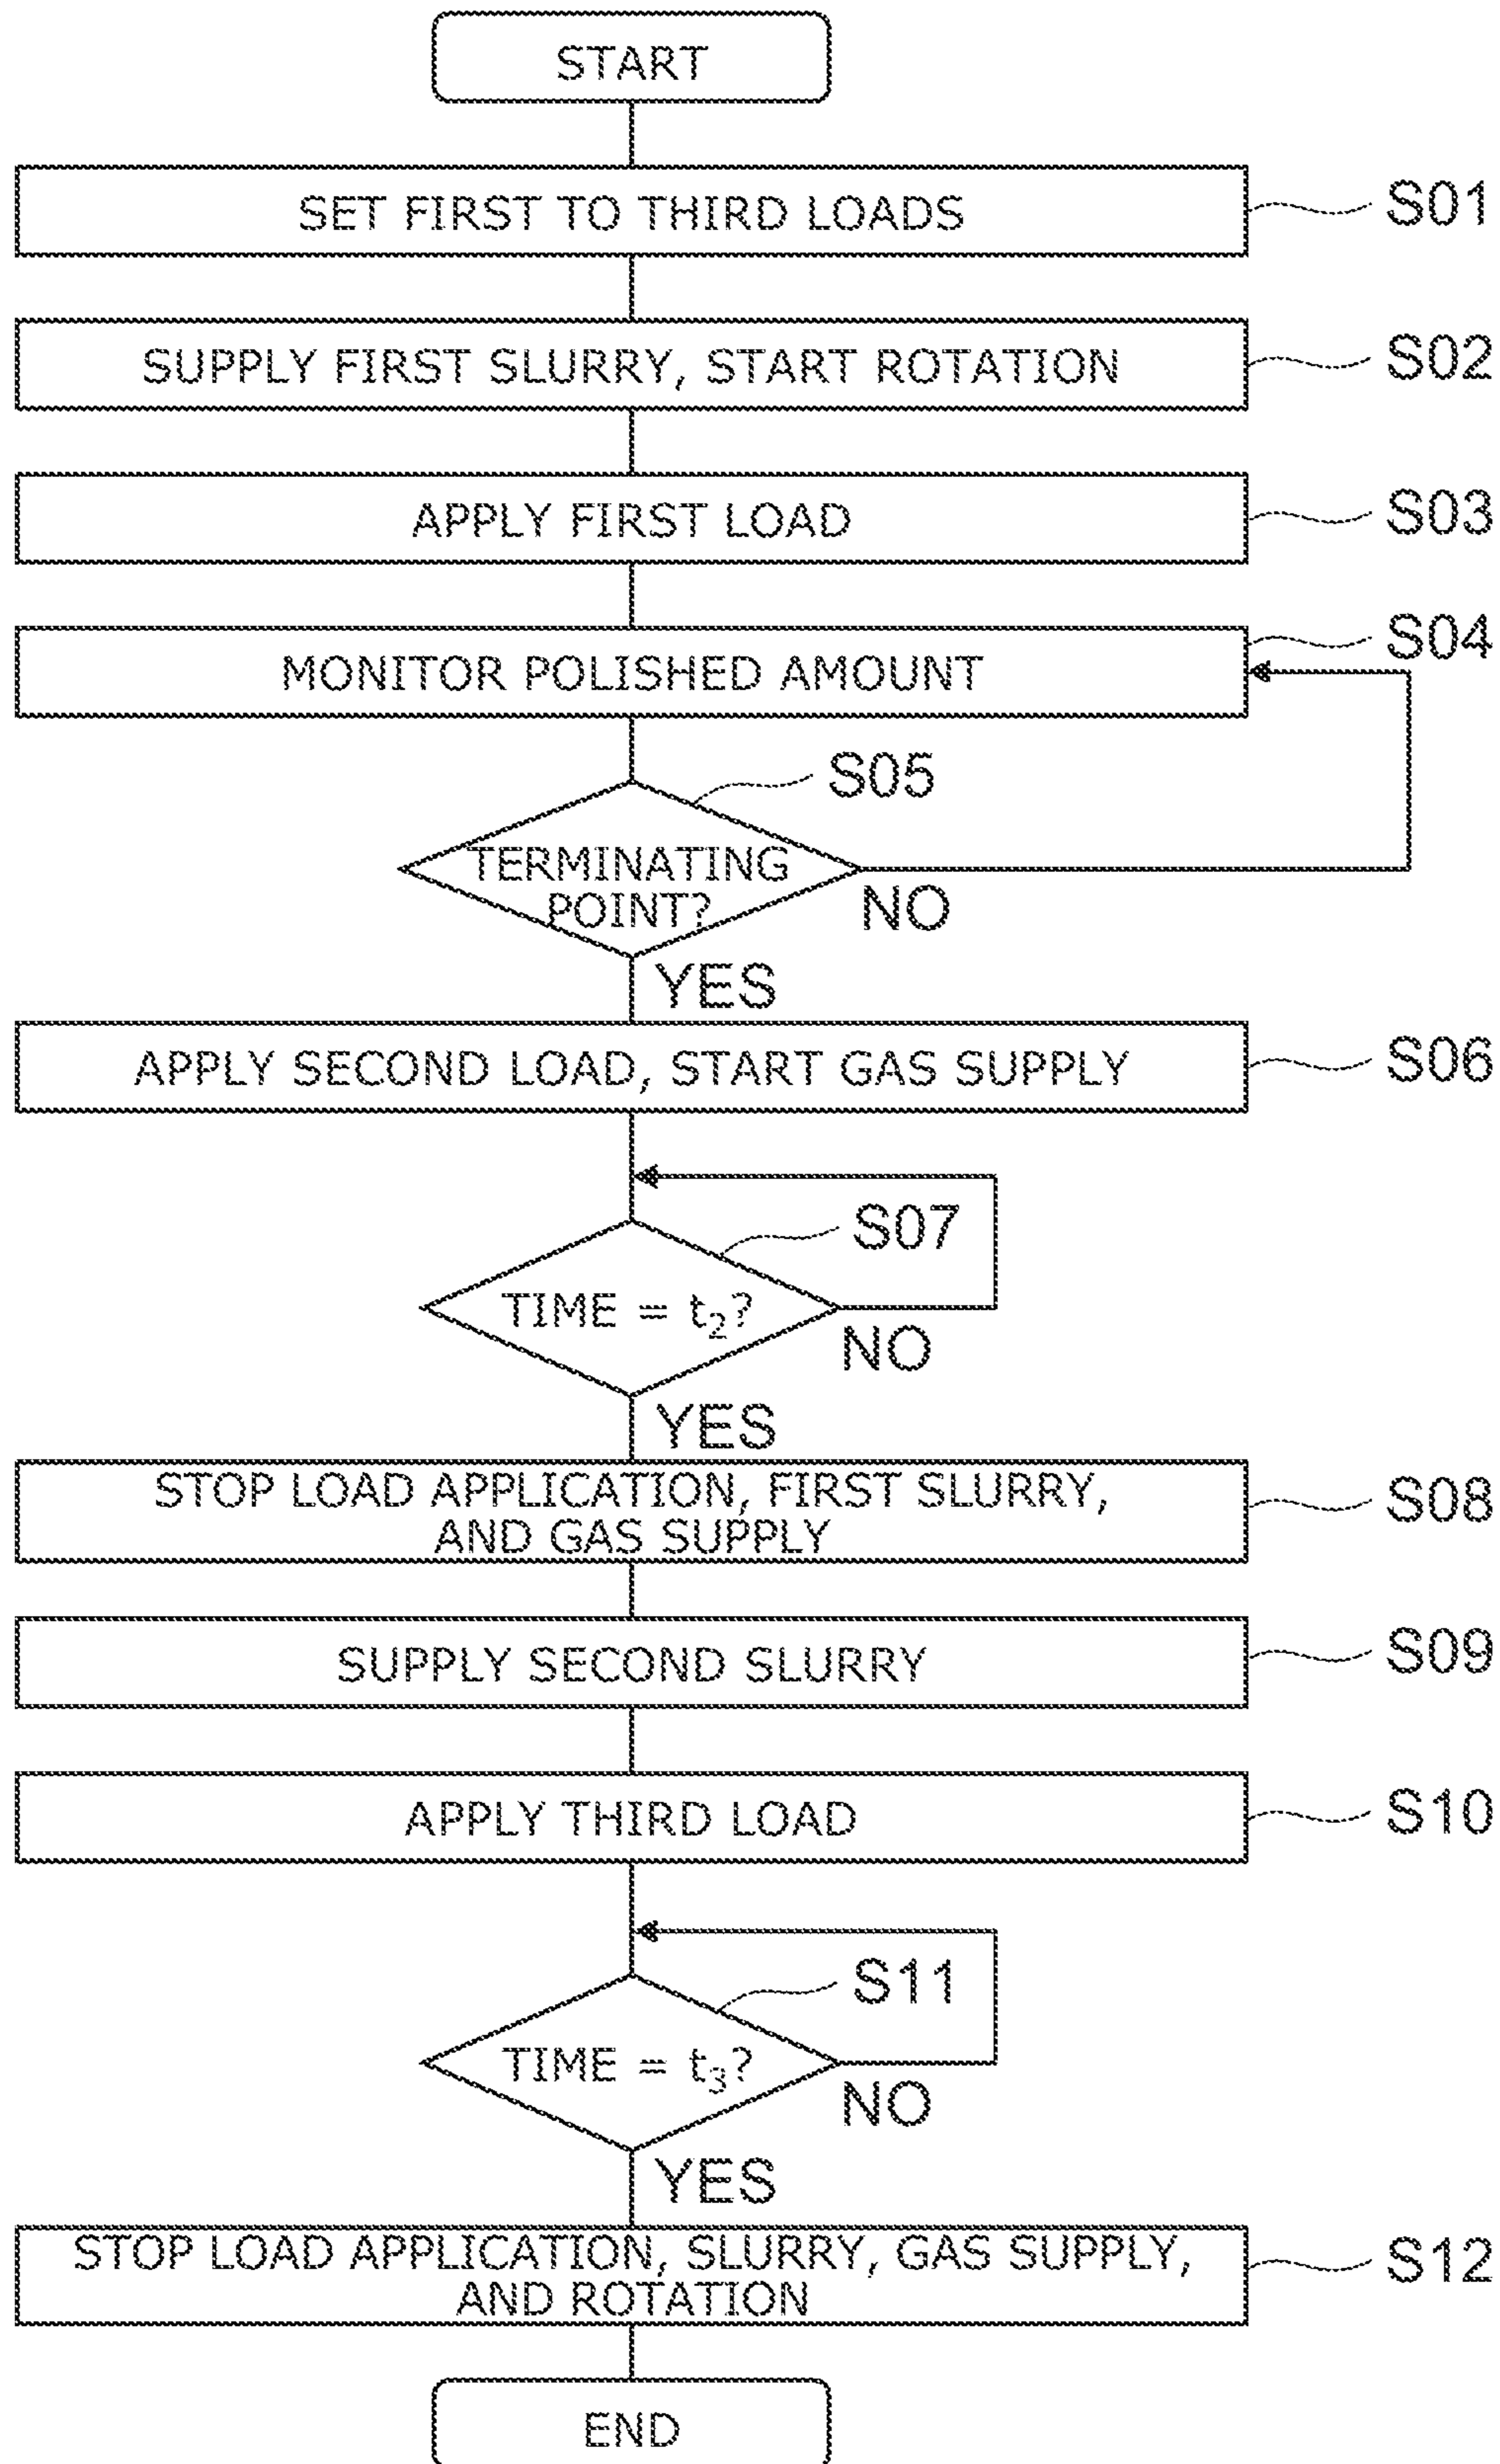 START
SET FIRST TO THIRD LOADS
S01
SUPPLY FIRST SLURRY, START ROTATION
S02
APPLY FIRST LOAD
S03
MONITOR POLISHED AMOUNT
S04
S05
TERMINATING
POINT?
NO
YES
APPLY SECOND LOAD, START GAS SUPPLY
S06
S07
TIME = t₂?
NO
YES
STOP LOAD APPLICATION, FIRST SLURRY,
AND GAS SUPPLY
S08
SUPPLY SECOND SLURRY
S09
APPLY THIRD LOAD
S10
S11
TIME = t₃?
NO
YES
STOP LOAD APPLICATION, SLURRY, GAS SUPPLY,
AND ROTATION
S12
END